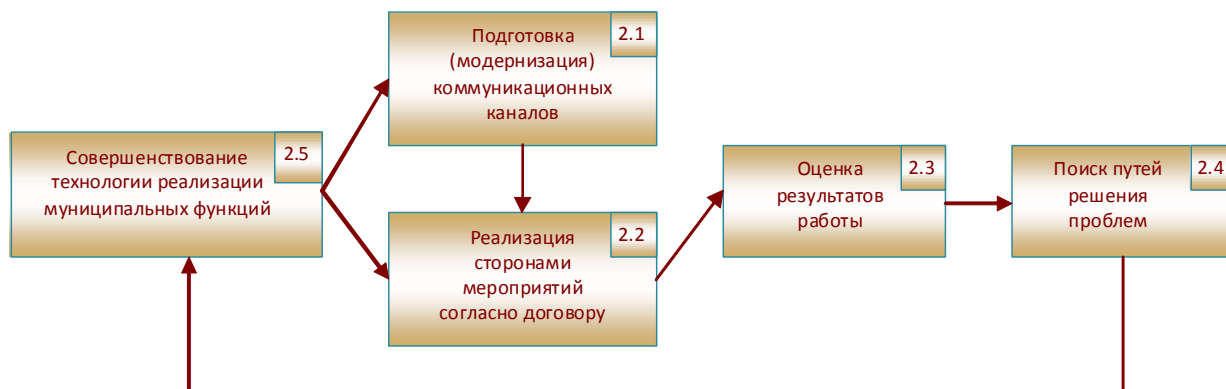 2.1
Подготовка
(модернизация)
коммуникационных
каналов
2.5
Совершенствование
технологии реализации
муниципальных функций
2.2
Реализация
сторонами
мероприятий
согласно договору
2.3
Оценка
результатов
работы
2.4
Поиск путей
решения
проблем